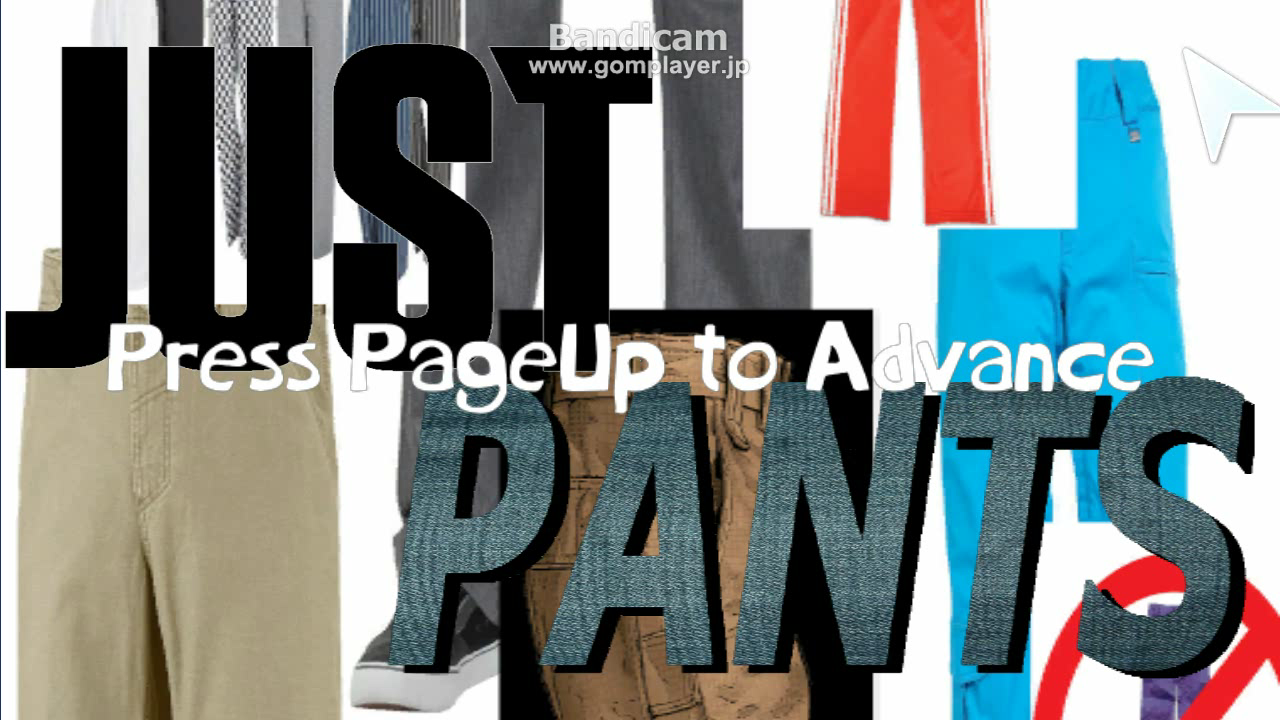 Bandicam
www.gomplayer.jp
JUST
Press PageUp to Advance
PANTS